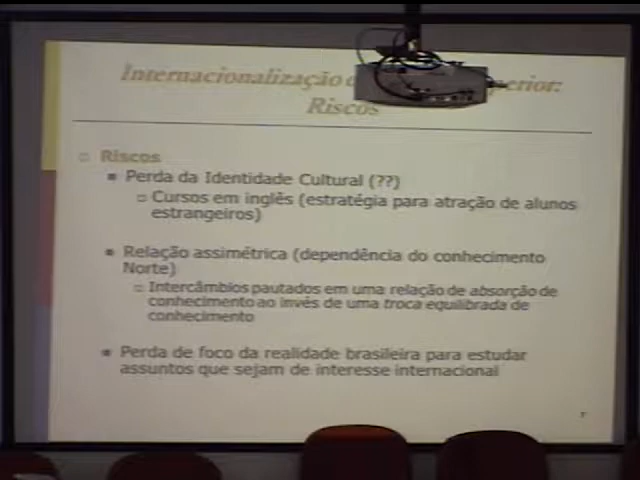 Internacionalização
perior:
Riscos
Riscos
Perda da Identidade Cultural (??)
Cursos em inglês (estratégia para atração de alunos
estrangeiros)
Relação assimétrica (dependência do conhecimento
Norte)
Intercâmbios pautados em uma relação de absorção de
conhecimento ao invés de uma troca equilibrada de
conhecimento
Perda de foco da realidade brasileira para estudar
assuntos que sejam de interesse internacional